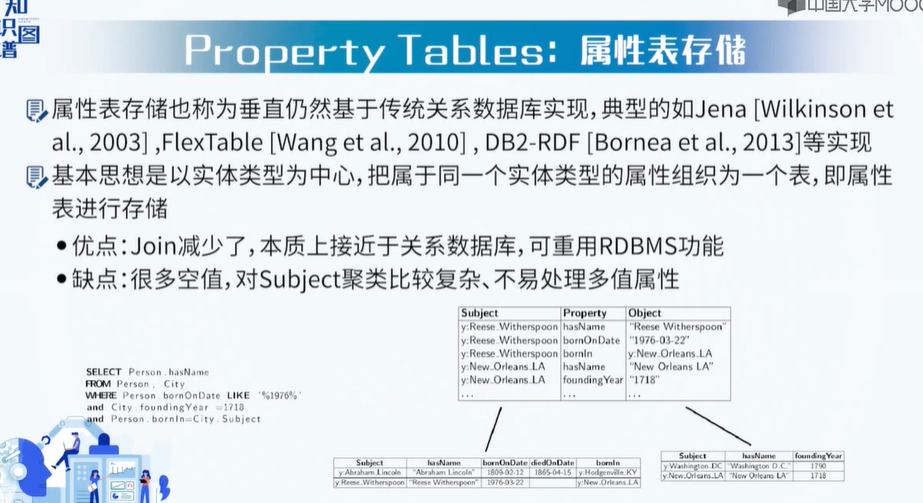 知
识图
谱
中国大学MOOC
Property Tables：属性表存储
属性表存储也称为垂直仍然基于传统关系数据库实现，典型的如Jena [Wilkinson et
al., 2003] ,FlexTable [Wang et al., 2010] , DB2-RDF [Bornea et al., 2013]等实现
基本思想是以实体类型为中心，把属于同一个实体类型的属性组织为一个表，即属性
表进行存储
•优点：Join减少了，本质上接近于关系数据库，可重用RDBMS功能
•缺点：很多空值，对Subject聚类比较复杂、不易处理多值属性
Subject Property Object
y:Reese_Witherspoon hasName "Reese Witherspoon"
y:Reese_Witherspoon bornOnDate "1976-03-22"
y:Reese_Witherspoon bornIn y:New_Orleans_LA
y:New_Orleans_LA hasName "New Orleans LA"
y:New_Orleans_LA foundingYear "1718"
... ... ...
SELECT Person.hasName
FROM Person, City
WHERE Person.bornOnDate LIKE '%1976%'
and City.foundingYear =1718
and Person.bornIn=City.Subject
Subject hasName bornOnDate diedOnDate bornIn
y:Abraham_Lincoln "Abraham Lincoln" 1809-02-12 1865-04-15 y:Hodgenville_KY
y:Reese_Witherspoon "Reese Witherspoon" 1976-03-22 y:New_Orleans_LA
Subject hasName foundingYear
y:Washington_DC "Washington D.C." 1790
y:New_Orleans_LA "New Orleans LA" 1718